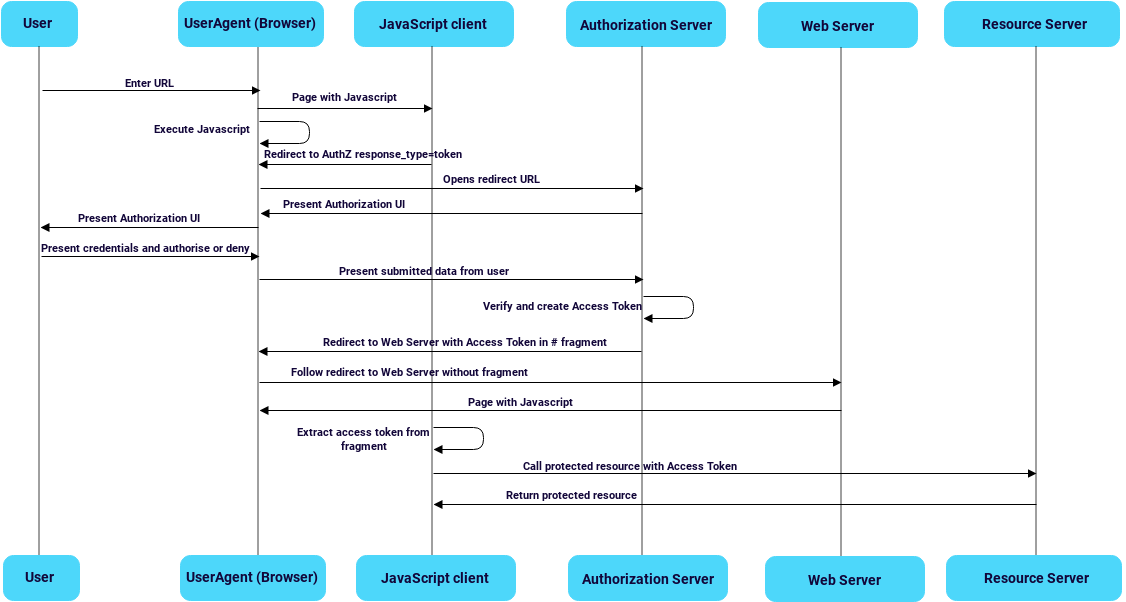 User
UserAgent (Browser)
JavaScript client
Authorization Server
Web Server
Resource Server
Enter URL
Page with Javascript
Execute Javascript
Redirect to AuthZ response_type=token
Opens redirect URL
Present Authorization UI
Present Authorization UI
Present credentials and authorise or deny
Present submitted data from user
Verify and create Access Token
Redirect to Web Server with Access Token in # fragment
Follow redirect to Web Server without fragment
Page with Javascript
Extract access token from
fragment
Call protected resource with Access Token
Return protected resource
User
UserAgent (Browser)
JavaScript client
Authorization Server
Web Server
Resource Server